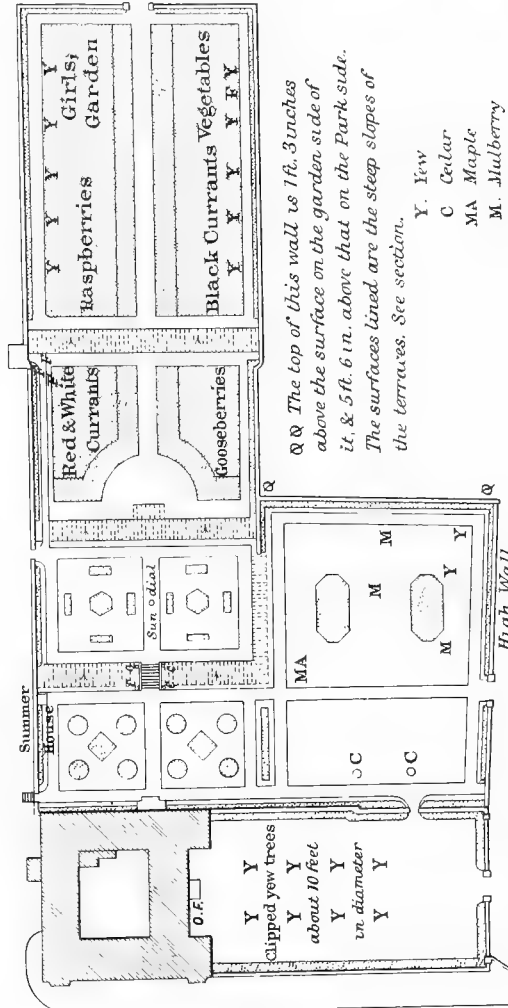 Summer
House
Sun dial
Red & White
Currants
Gooseberries
Y Y Y Y Y
Raspberries
Girls,
Garden
Black Currants
Vegetables
Y Y Y Y F Y
O.F.
Y Y
Clipped yew trees
Y Y
about 10 feet
Y Y
in diameter
Y Y
C
C
MA
M
M
M
Y
Y
High Wall
Q
Q
Q Q The top of this wall is 1 ft. 3 inches
above the surface on the garden side of
it, & 5 ft. 6 in. above that on the Park side.
The surfaces lined are the steep slopes of
the terraces. See section.
Y. Yew
C Cedar
MA Maple
M. Mulberry